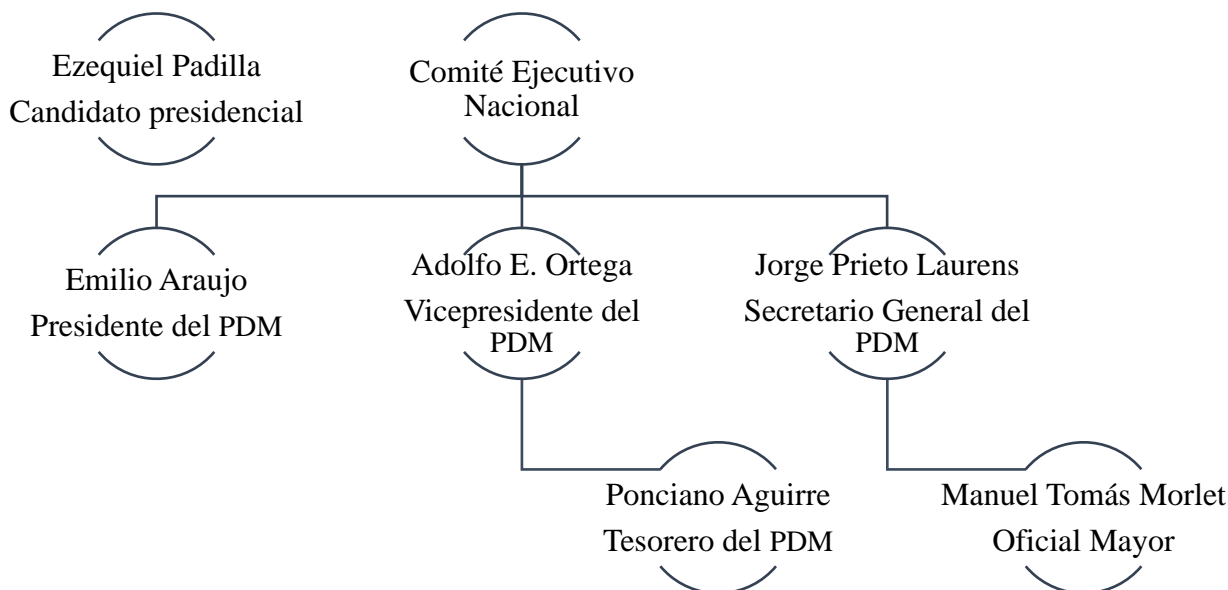 Ezequiel Padilla
Candidato presidencial
Comité Ejecutivo
Nacional
Emilio Araujo
Presidente del PDM
Adolfo E. Ortega
Vicepresidente del
PDM
Jorge Prieto Laurens
Secretario General del
PDM
Ponciano Aguirre
Tesorero del PDM
Manuel Tomás Morlet
Oficial Mayor